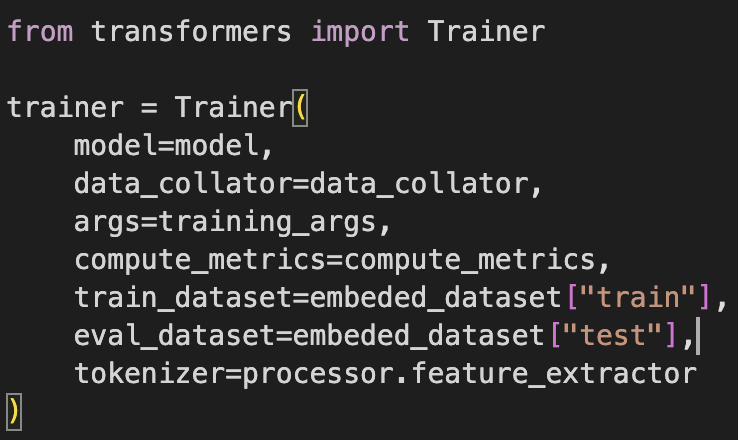 from transformers import Trainer
trainer = Trainer(
model=model,
data_collator=data_collator,
args=training_args,
compute_metrics=compute_metrics,
train_dataset=embeded_dataset["train"],
eval_dataset=embeded_dataset["test"],
tokenizer=processor.feature_extractor
)